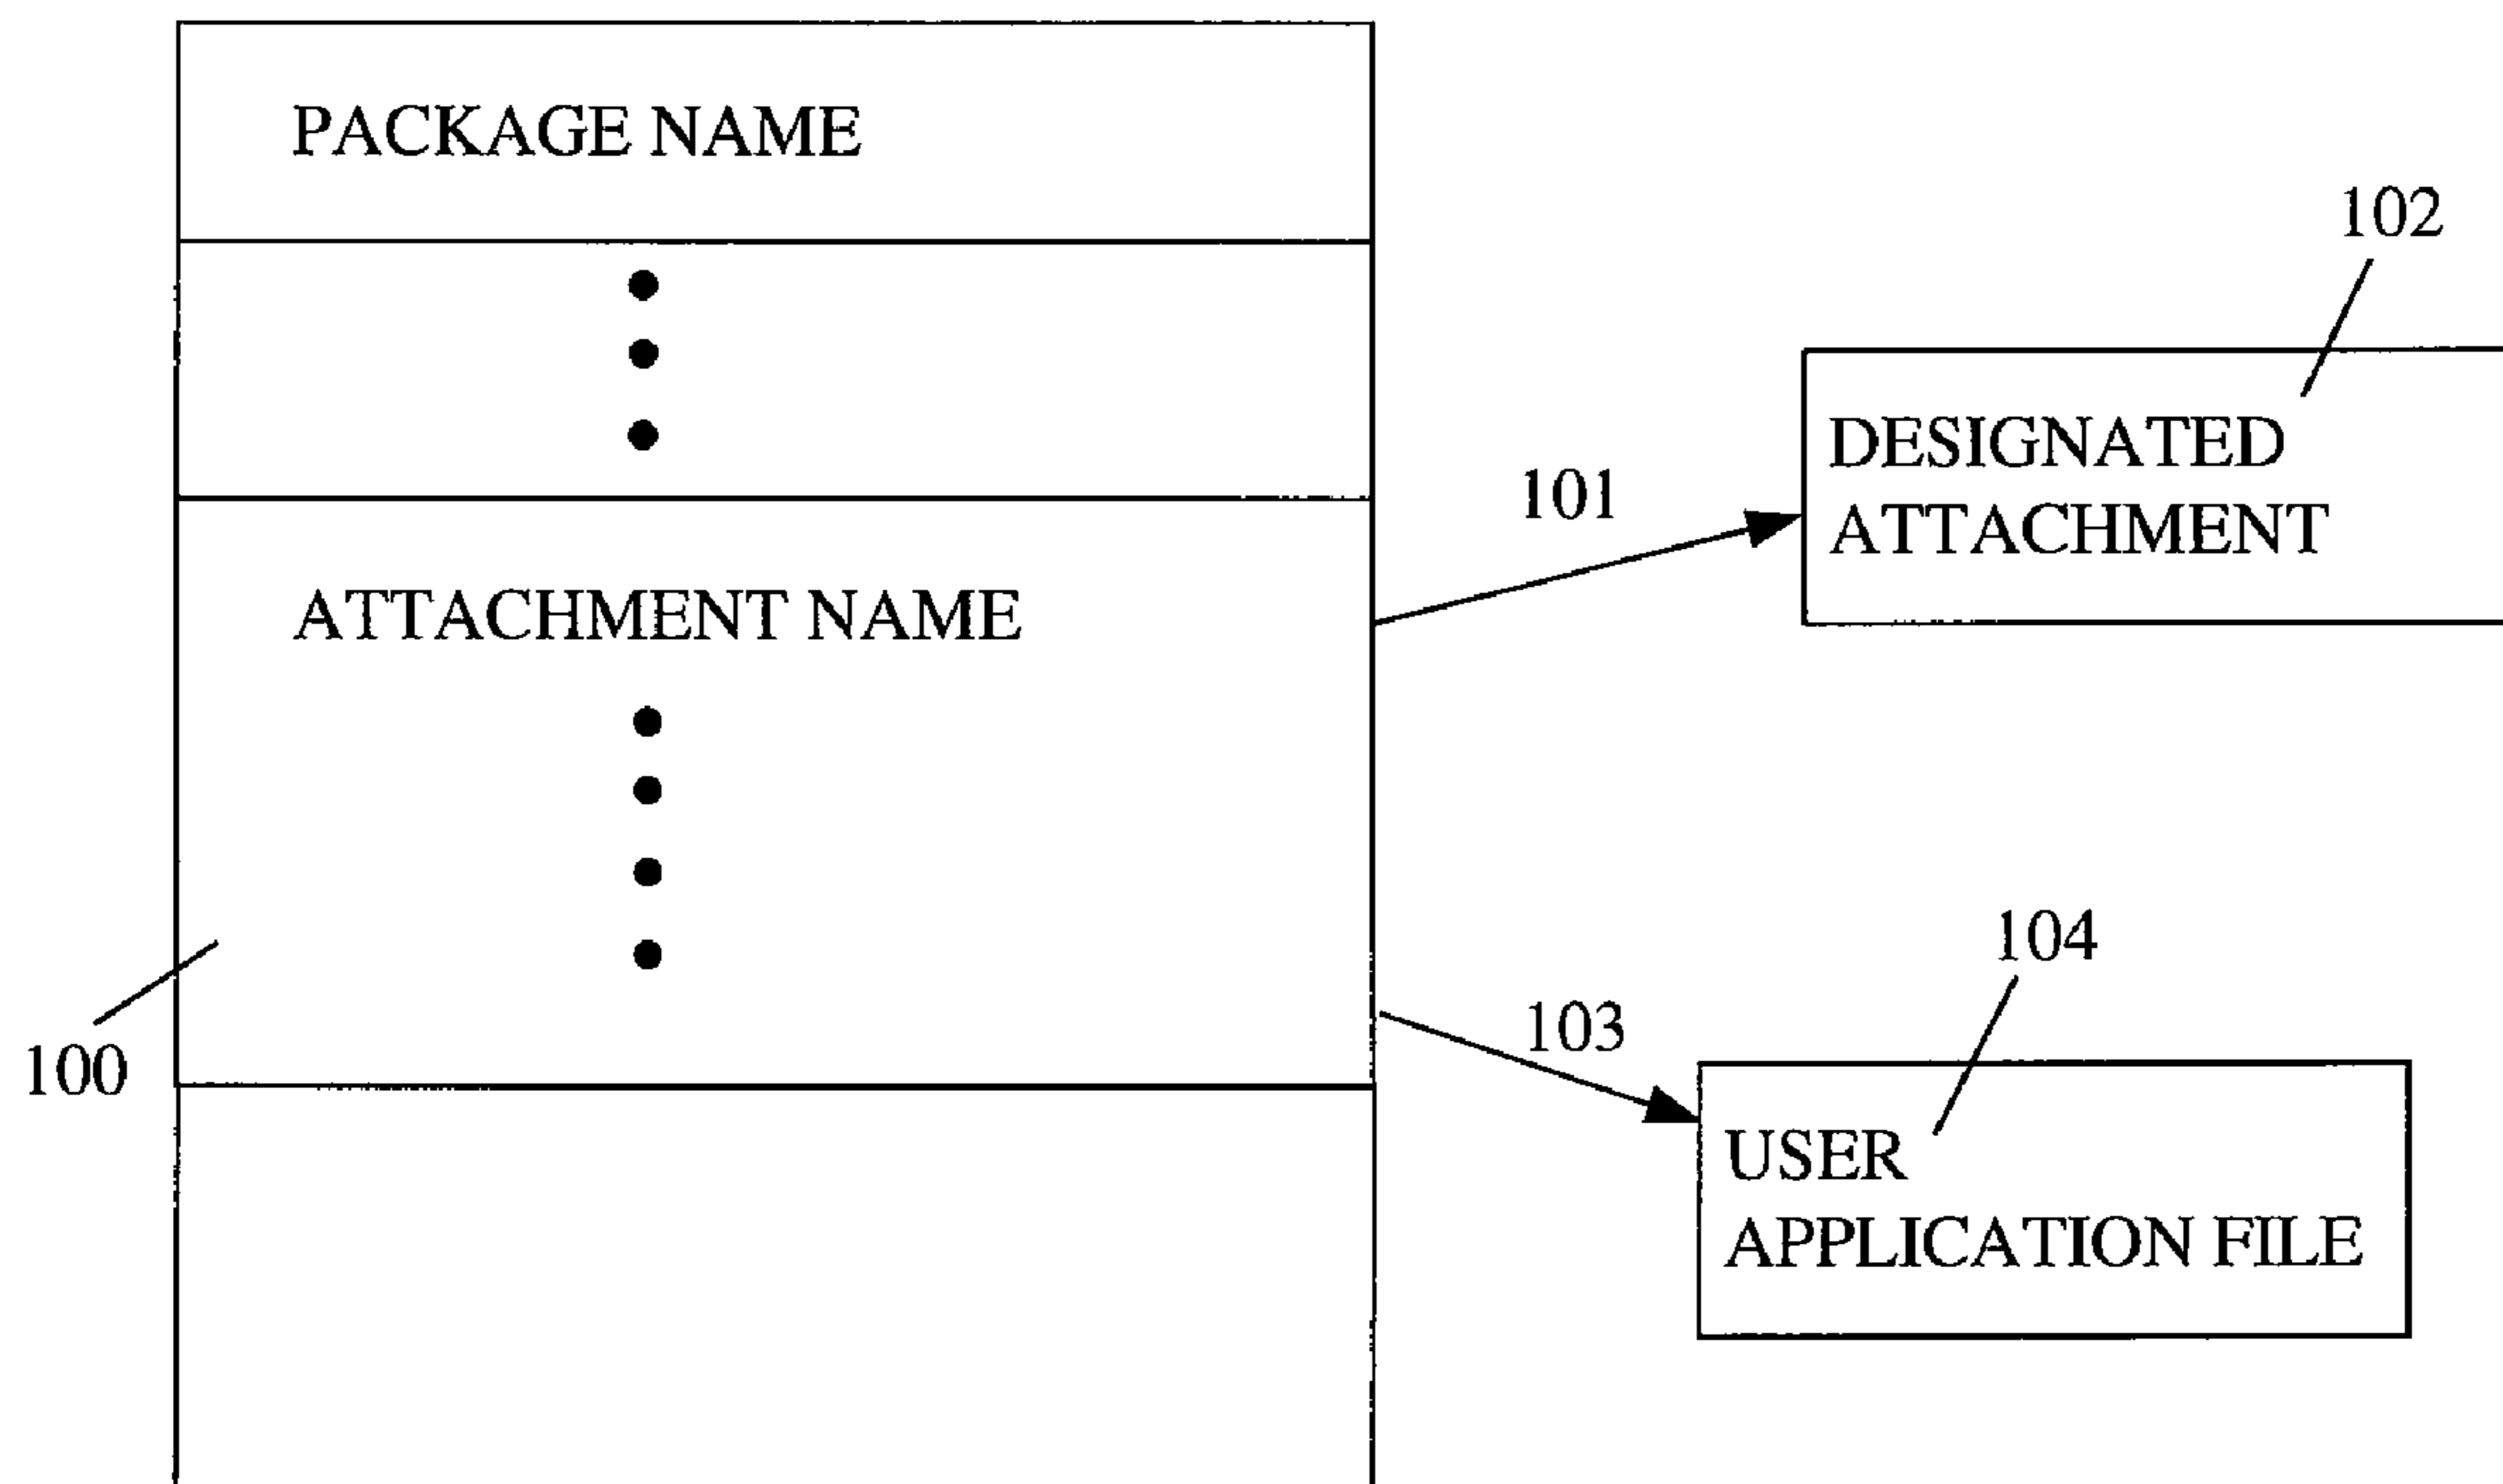 PACKAGE NAME
102
DESIGNATED
ATTACHMENT
101
ATTACHMENT NAME
104
103
100
USER
APPLICATION FILE